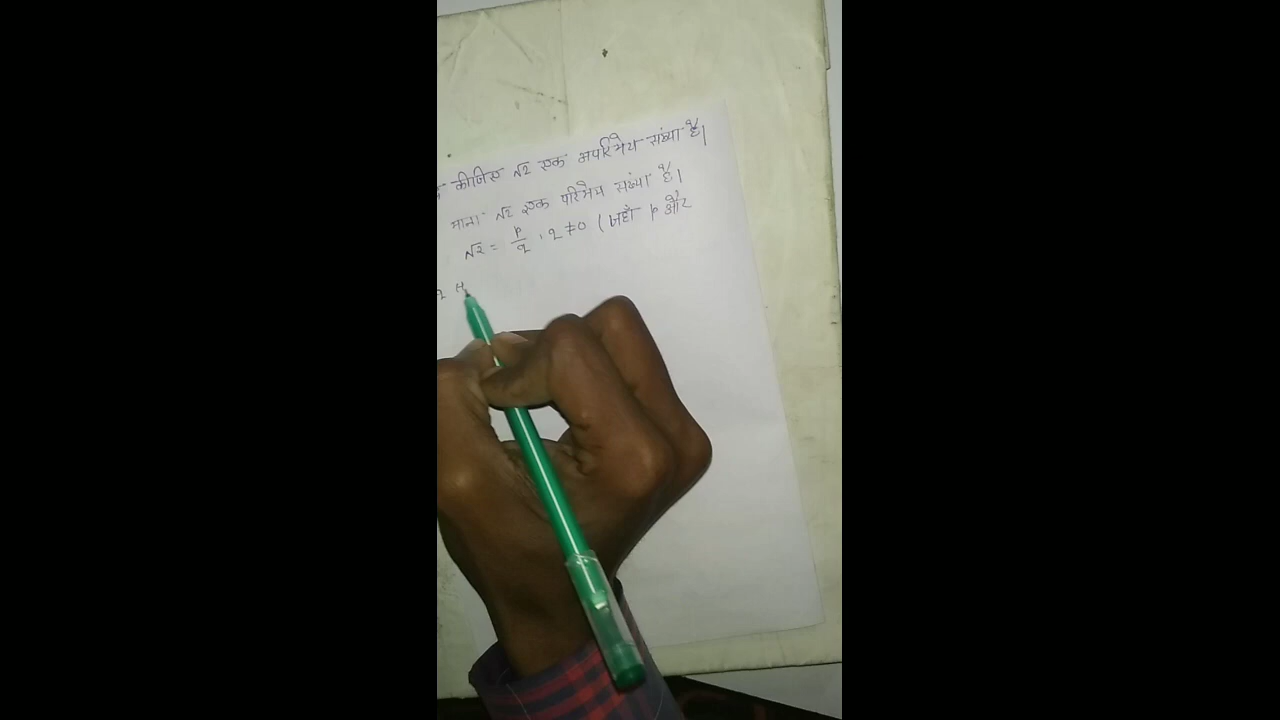 कीजिए √2 एक अपरिमेय संख्या है।
माना √2 एक परिमेय संख्या है।
√2 = p/q , q ≠ 0 (जहाँ p और
q स